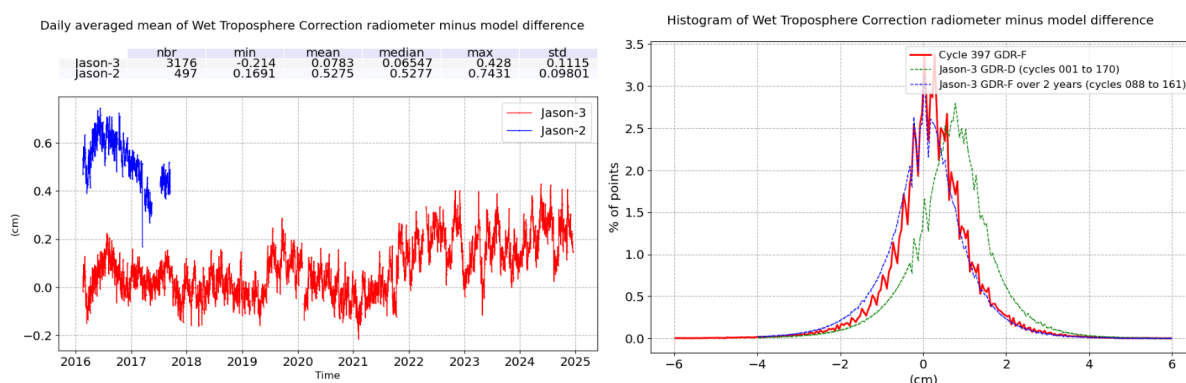 Daily averaged mean of Wet Troposphere Correction radiometer minus model difference
nbr min mean median max std
Jason-3 3176 -0.214 0.0783 0.06547 0.428 0.1115
Jason-2 497 0.1691 0.5275 0.5277 0.7431 0.09801
Jason-3
Jason-2
(cm)
0.6
0.4
0.2
0.0
−0.2
2016 2017 2018 2019 2020 2021 2022 2023 2024 2025
Time
Histogram of Wet Troposphere Correction radiometer minus model difference
Cycle 397 GDR-F
Jason-3 GDR-D (cycles 001 to 170)
Jason-3 GDR-F over 2 years (cycles 088 to 161)
% of points
3.5
3.0
2.5
2.0
1.5
1.0
0.5
0.0
−6 −4 −2 0 2 4 6
(cm)